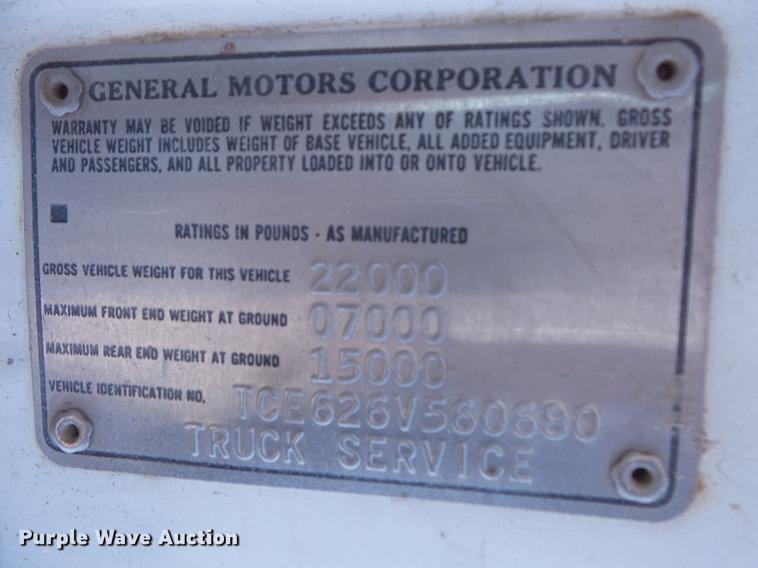 GENERAL MOTORS CORPORATION
WARRANTY MAY BE VOIDED IF WEIGHT EXCEEDS ANY OF RATINGS SHOWN. GROSS
VEHICLE WEIGHT INCLUDES WEIGHT OF BASE VEHICLE, ALL ADDED EQUIPMENT, DRIVER
AND PASSENGERS, AND ALL PROPERTY LOADED INTO OR ONTO VEHICLE.
RATINGS IN POUNDS - AS MANUFACTURED
GROSS VEHICLE WEIGHT FOR THIS VEHICLE 22000
MAXIMUM FRONT END WEIGHT AT GROUND 07000
MAXIMUM REAR END WEIGHT AT GROUND 15000
VEHICLE IDENTIFICATION NO. TCE626V560680
TRUCK SERVICE
Purple Wave Auction